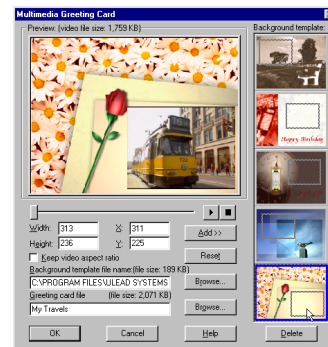 Multimedia Greeting Card
Preview: (video file size: 1,759 KB)
Background template:
Happy Birthday
Width: 313 X: 311
Height: 236 Y: 225
Add >>
Keep video aspect ratio
Reset
Background template file name:(file size: 189 KB)
C:\PROGRAM FILES\ULEAD SYSTEMS
Browse...
Greeting card file (file size: 2,071 KB)
My Travels
Browse...
OK Cancel Help Delete